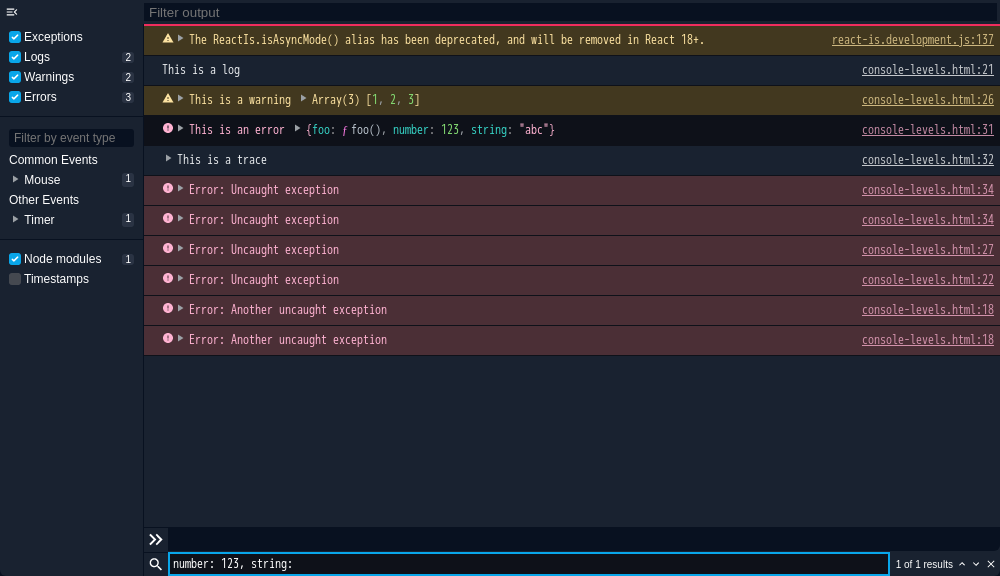 Filter output
Exceptions
Logs 2
Warnings 2
Errors 3
Filter by event type
Common Events
Mouse 1
Other Events
Timer 1
Node modules 1
Timestamps
The ReactIs.isAsyncMode() alias has been deprecated, and will be removed in React 18+. react-is.development.js:137
This is a log console-levels.html:21
This is a warning Array(3) [1, 2, 3] console-levels.html:26
This is an error {foo: ƒ foo(), number: 123, string: "abc"} console-levels.html:31
This is a trace console-levels.html:32
Error: Uncaught exception console-levels.html:34
Error: Uncaught exception console-levels.html:34
Error: Uncaught exception console-levels.html:27
Error: Uncaught exception console-levels.html:22
Error: Another uncaught exception console-levels.html:18
Error: Another uncaught exception console-levels.html:18
number: 123, string: 1 of 1 results